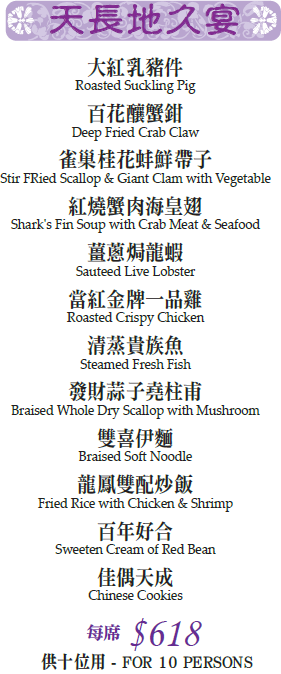 天長地久宴
大紅乳豬件
Roasted Suckling Pig
百花釀蟹鉗
Deep Fried Crab Claw
雀巢桂花蚌鮮帶子
Stir FRied Scallop & Giant Clam with Vegetable
紅燒蟹肉海皇翅
Shark's Fin Soup with Crab Meat & Seafood
薑蔥焗龍蝦
Sauteed Live Lobster
當紅金牌一品雞
Roasted Crispy Chicken
清蒸貴族魚
Steamed Fresh Fish
發財蒜子堯柱甫
Braised Whole Dry Scallop with Mushroom
雙喜伊麵
Braised Soft Noodle
龍鳳雙配炒飯
Fried Rice with Chicken & Shrimp
百年好合
Sweeten Cream of Red Bean
佳偶天成
Chinese Cookies
每席 $618
供十位用 - FOR 10 PERSONS